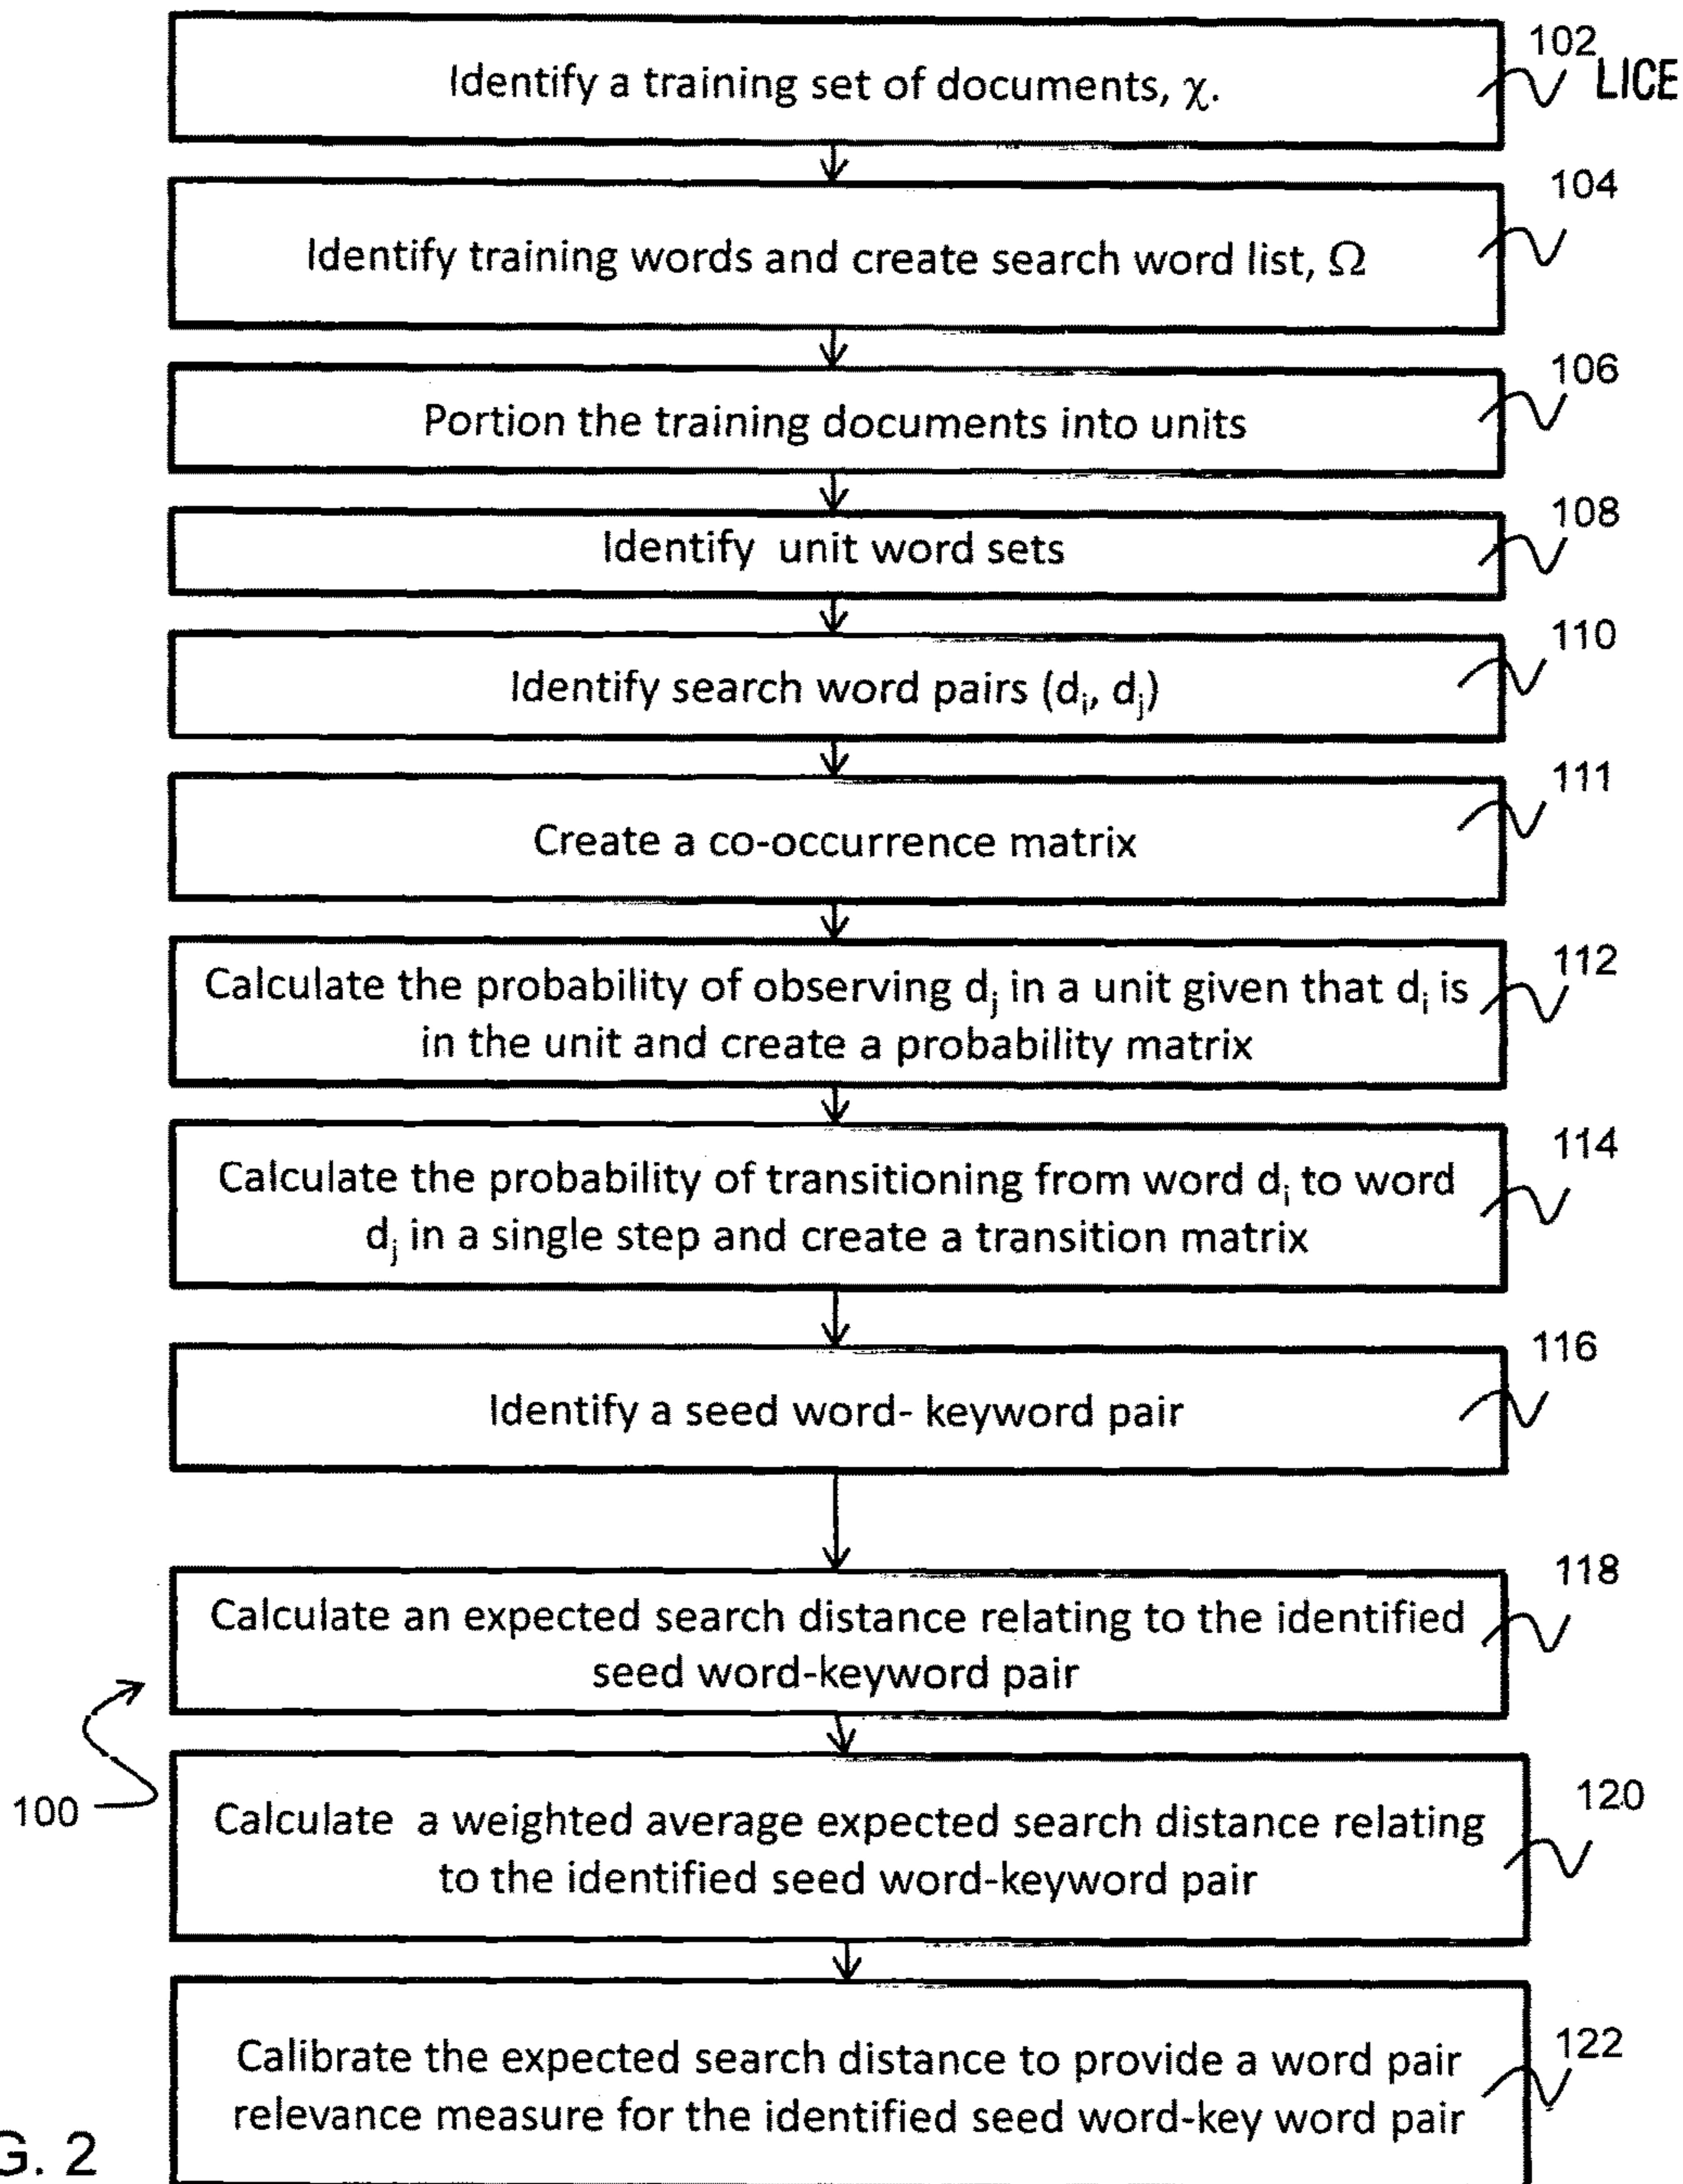 Identify a training set of documents, χ.
102
LICE
Identify training words and create search word list, Ω
104
Portion the training documents into units
106
Identify unit word sets
108
Identify search word pairs (di, dj)
110
Create a co-occurrence matrix
111
Calculate the probability of observing dj in a unit given that di is
in the unit and create a probability matrix
112
Calculate the probability of transitioning from word di to word
dj in a single step and create a transition matrix
114
Identify a seed word- keyword pair
116
Calculate an expected search distance relating to the identified
seed word-keyword pair
118
100
Calculate a weighted average expected search distance relating
to the identified seed word-keyword pair
120
Calibrate the expected search distance to provide a word pair
relevance measure for the identified seed word-key word pair
122
G. 2